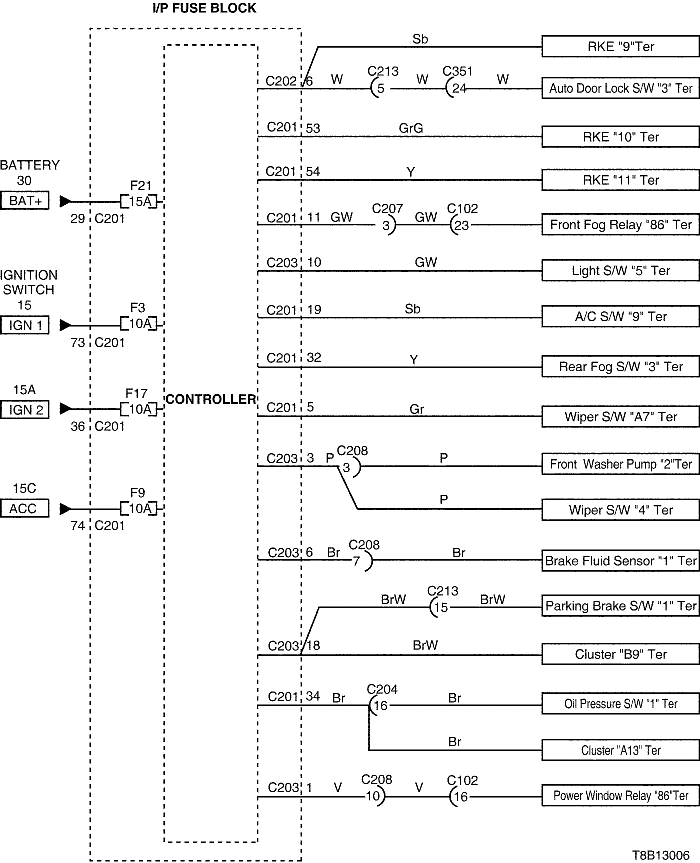 I/P FUSE BLOCK
Sb
RKE "9"Ter
C202 6 W C213 5 W C351 24 W Auto Door Lock S/W "3" Ter
C201 53 GrG RKE "10" Ter
C201 54 Y RKE "11" Ter
BATTERY
30
BAT+
29 C201
F21
15A
C201 11 GW C207 3 GW C102 23 Front Fog Relay "86" Ter
C203 10 GW Light S/W "5" Ter
IGNITION
SWITCH
15
IGN 1
73 C201
F3
10A
C201 19 Sb A/C S/W "9" Ter
C201 32 Y Rear Fog S/W "3" Ter
15A
IGN 2
36 C201
F17
10A
CONTROLLER
C201 5 Gr Wiper S/W "A7" Ter
C203 3 P C208 3 P Front Washer Pump "2"Ter
15C
ACC
74 C201
F9
10A
P Wiper S/W "4" Ter
C203 6 Br C208 7 Br Brake Fluid Sensor "1" Ter
BrW C213 15 BrW Parking Brake S/W "1" Ter
C203 18 BrW Cluster "B9" Ter
C201 34 Br C204 16 Br Oil Pressure S/W "1" Ter
Br Cluster "A13" Ter
C203 1 V C208 10 V C102 16 Power Window Relay "86"Ter
T8B13006